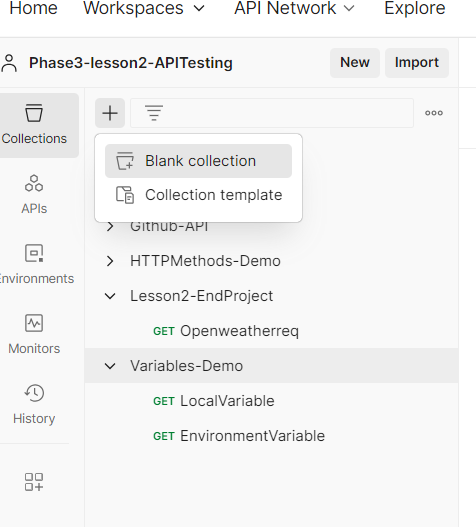 Home Workspaces API Network Explore
Phase3-lesson2-APITesting New Import
Collections
Blank collection
Collection template
APIs
Github-API
HTTPMethods-Demo
nvironments
Lesson2-EndProject
GET Openweatherreq
Monitors
Variables-Demo
History
GET LocalVariable
GET EnvironmentVariable